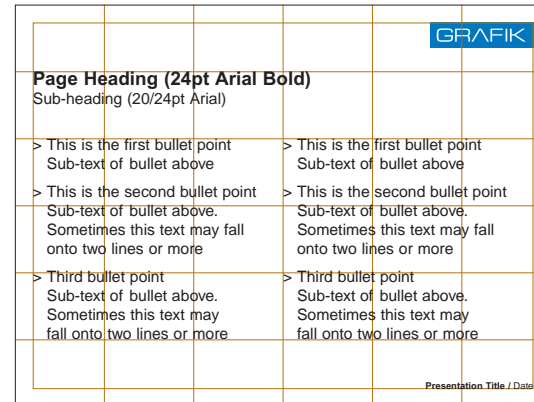 GRAFIK
Page Heading (24pt Arial Bold)
Sub-heading (20/24pt Arial)
> This is the first bullet point
Sub-text of bullet above
> This is the second bullet point
Sub-text of bullet above.
Sometimes this text may fall
onto two lines or more
> Third bullet point
Sub-text of bullet above.
Sometimes this text may
fall onto two lines or more
> This is the first bullet point
Sub-text of bullet above
> This is the second bullet point
Sub-text of bullet above.
Sometimes this text may fall
onto two lines or more
> Third bullet point
Sub-text of bullet above.
Sometimes this text may
fall onto two lines or more
Presentation Title / Date